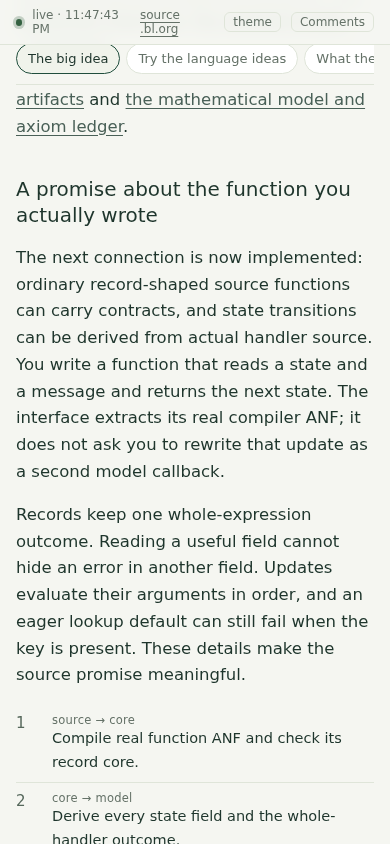 live · 11:47:43
PM
source
.bl.org
theme
Comments
The big idea
Try the language ideas
What the
artifacts and the mathematical model and
axiom ledger.
A promise about the function you
actually wrote
The next connection is now implemented:
ordinary record-shaped source functions
can carry contracts, and state transitions
can be derived from actual handler source.
You write a function that reads a state and
a message and returns the next state. The
interface extracts its real compiler ANF; it
does not ask you to rewrite that update as
a second model callback.
Records keep one whole-expression
outcome. Reading a useful field cannot
hide an error in another field. Updates
evaluate their arguments in order, and an
eager lookup default can still fail when the
key is present. These details make the
source promise meaningful.
1
source → core
Compile real function ANF and check its
record core.
2
core → model
Derive every state field and the whole-
handler outcome.